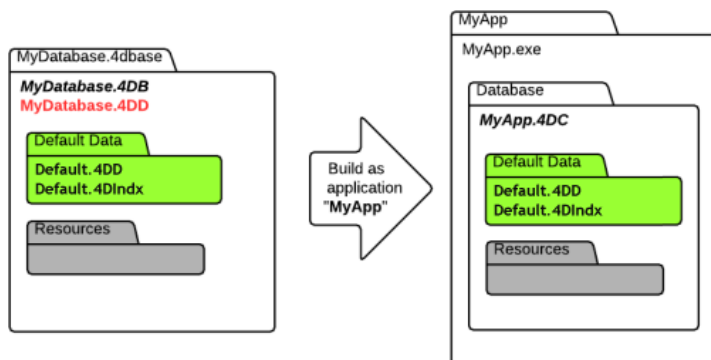 MyDatabase.4dbase
MyDatabase.4DB
MyDatabase.4DD
Default Data
Default.4DD
Default.4DIndx
Resources
Build as
application
"MyApp"
MyApp
MyApp.exe
Database
MyApp.4DC
Default Data
Default.4DD
Default.4DIndx
Resources